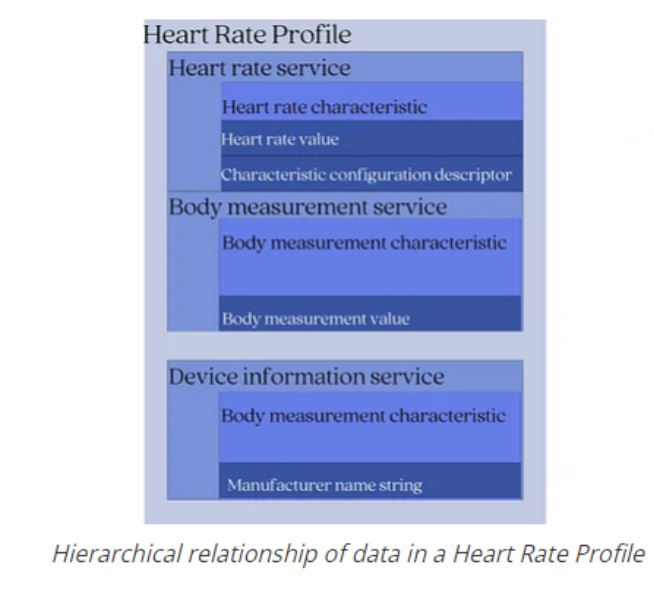 Heart Rate Profile
Heart rate service
Heart rate characteristic
Heart rate value
Characteristic configuration descriptor
Body measurement service
Body measurement characteristic
Body measurement value
Device information service
Body measurement characteristic
Manufacturer name string
Hierarchical relationship of data in a Heart Rate Profile